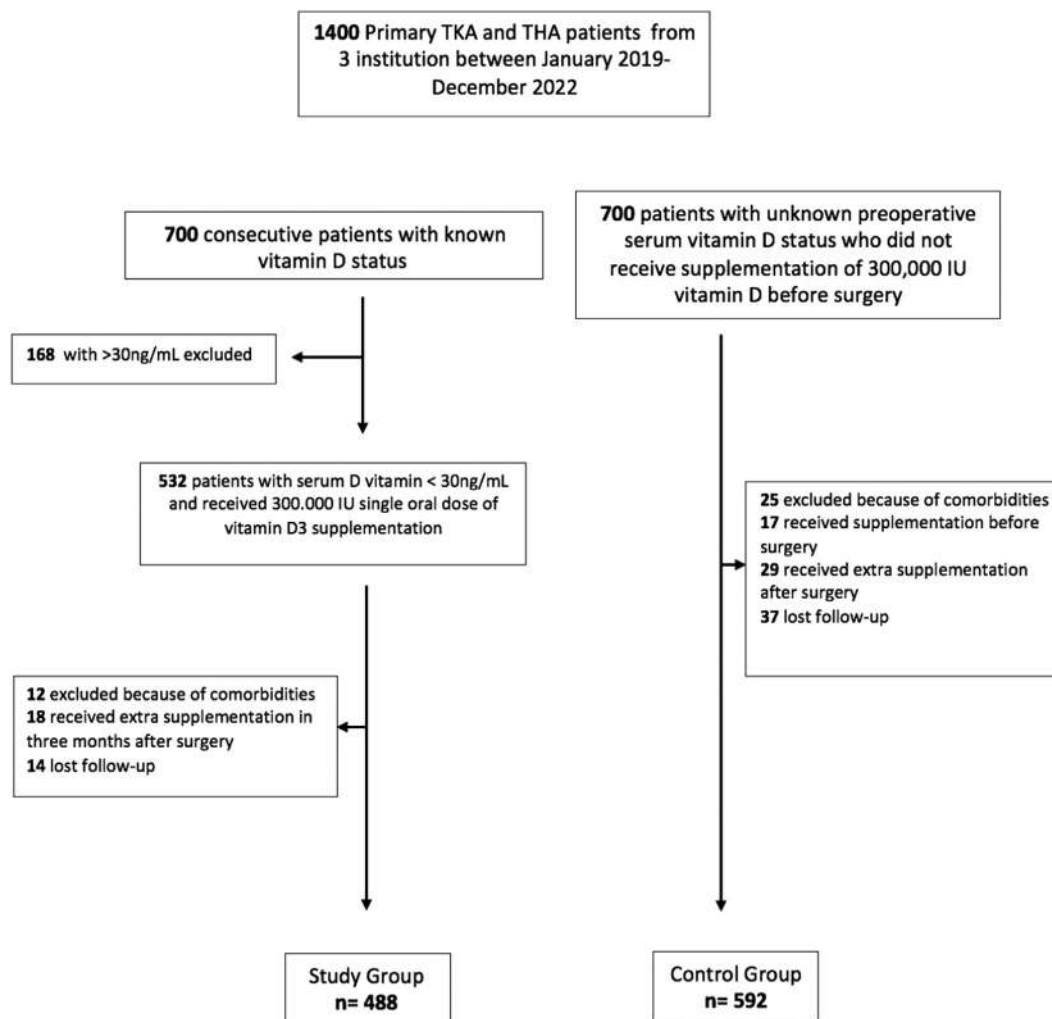 1400 Primary TKA and THA patients from
3 institution between January 2019-
December 2022
700 consecutive patients with known
vitamin D status
700 patients with unknown preoperative
serum vitamin D status who did not
receive supplementation of 300,000 IU
vitamin D before surgery
168 with >30ng/mL excluded
532 patients with serum D vitamin < 30ng/mL
and received 300.000 IU single oral dose of
vitamin D3 supplementation
25 excluded because of comorbidities
17 received supplementation before
surgery
29 received extra supplementation
after surgery
37 lost follow-up
12 excluded because of comorbidities
18 received extra supplementation in
three months after surgery
14 lost follow-up
Study Group
n= 488
Control Group
n= 592